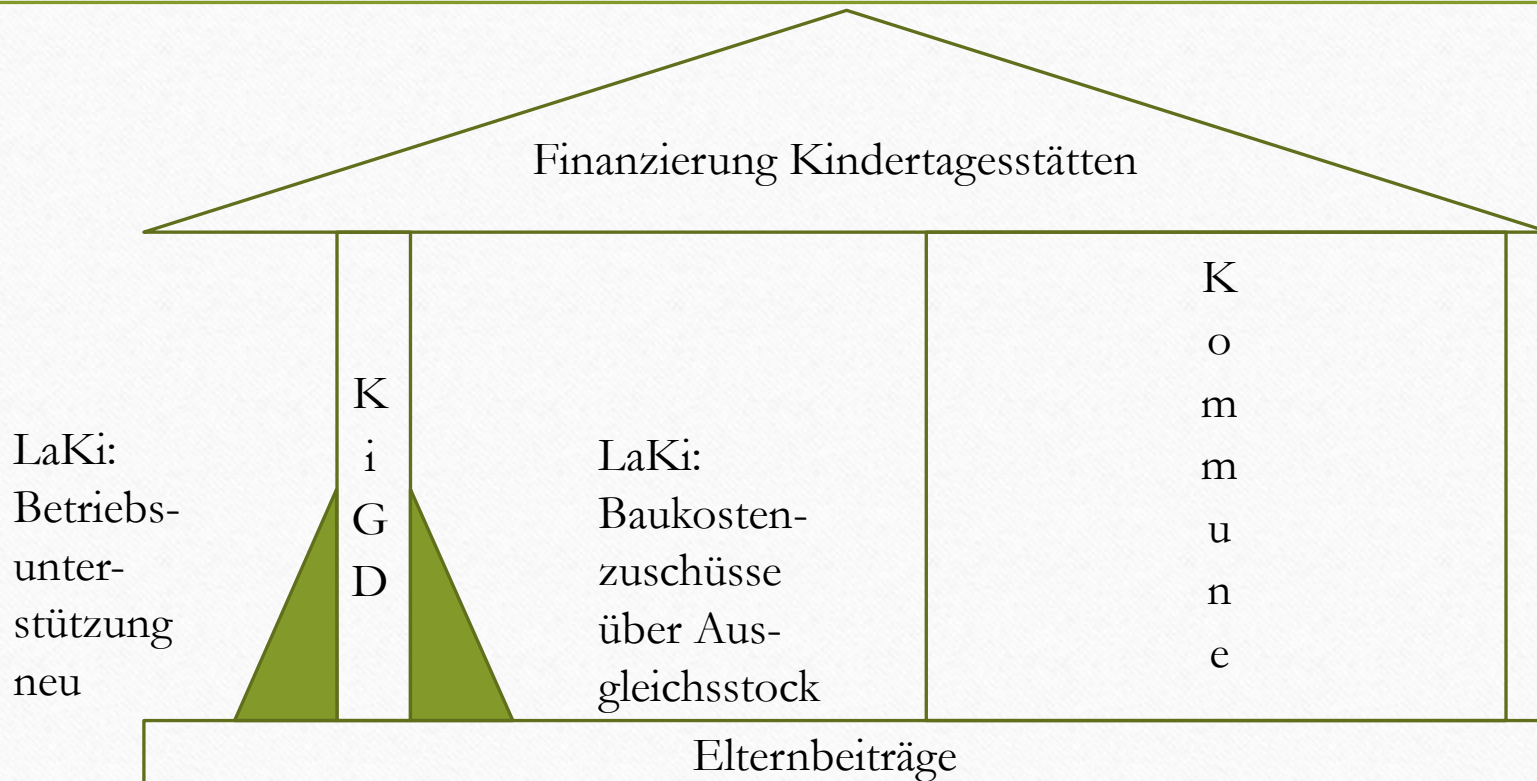 Finanzierung Kindertagesstätten
LaKi:
Betriebs-
unter-
stützung
neu
K
i
G
D
LaKi:
Baukosten-
zuschüsse
über Aus-
gleichsstock
K
o
m
m
u
n
e
Elternbeiträge